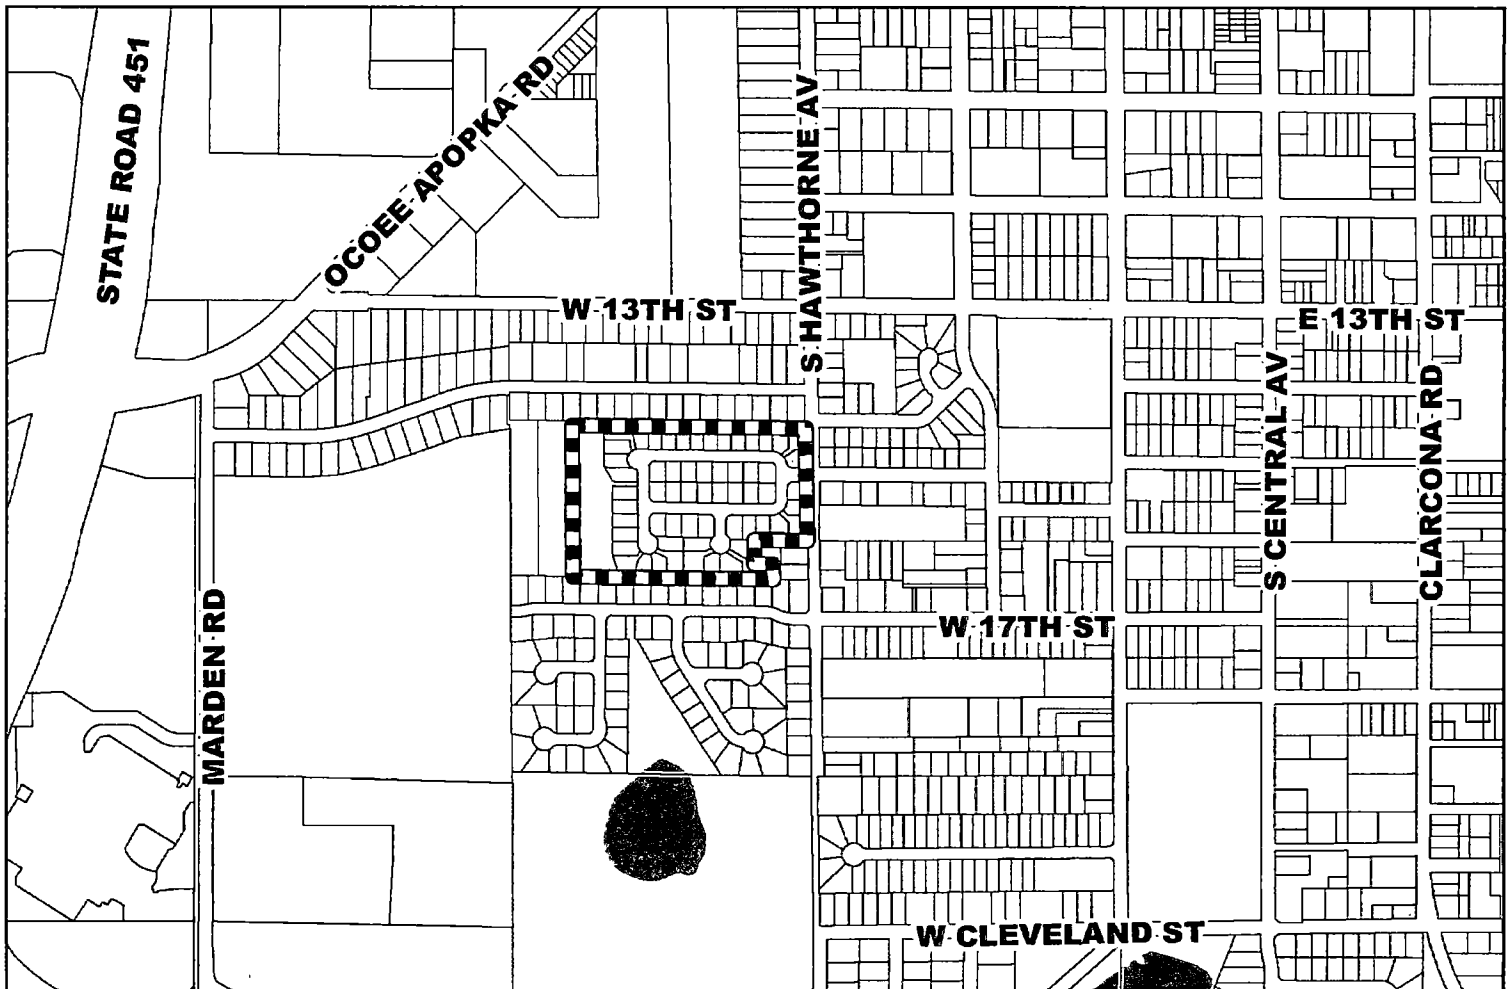 STATE ROAD 451
OCOEE APOPKA RD
S HAWTHORNE AV
W 13TH ST
E 13TH ST
S CENTRAL AV
CLARCONA RD
MARDEN RD
W 17TH ST
W CLEVELAND ST